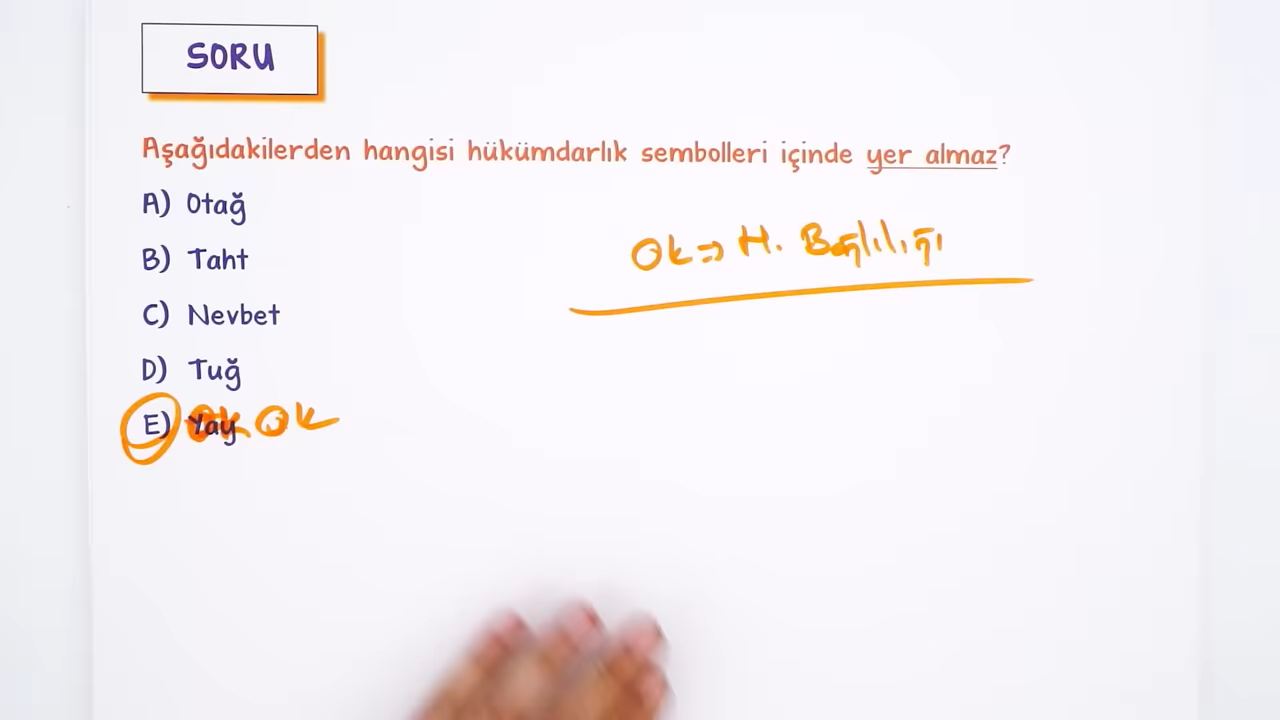 SORU
Aşağıdakilerden hangisi hükümdarlık sembolleri içinde yer almaz?
A) Otağ
B) Taht
C) Nevbet
D) Tuğ
E) Yay Ok
Ok => H. Bağlılığı